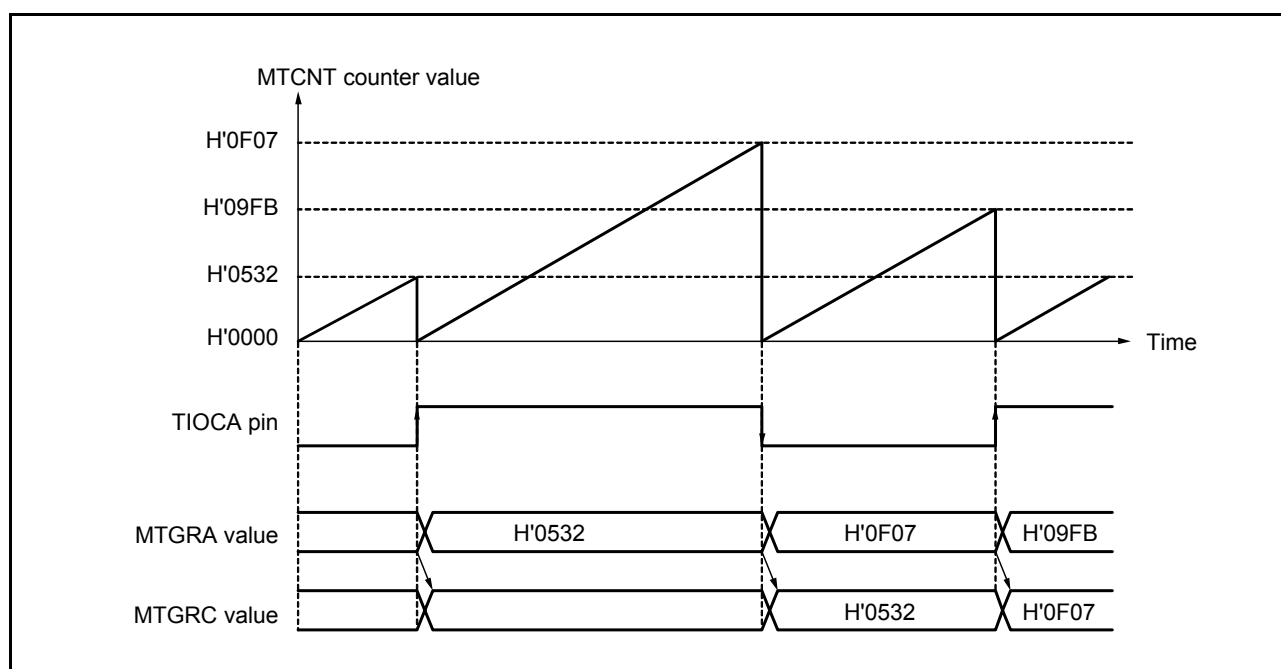 MTCNT counter value
H'0F07
H'09FB
H'0532
H'0000
Time
TIOCA pin
MTGRA value H'0532 H'0F07 H'09FB
MTGRC value H'0532 H'0F07